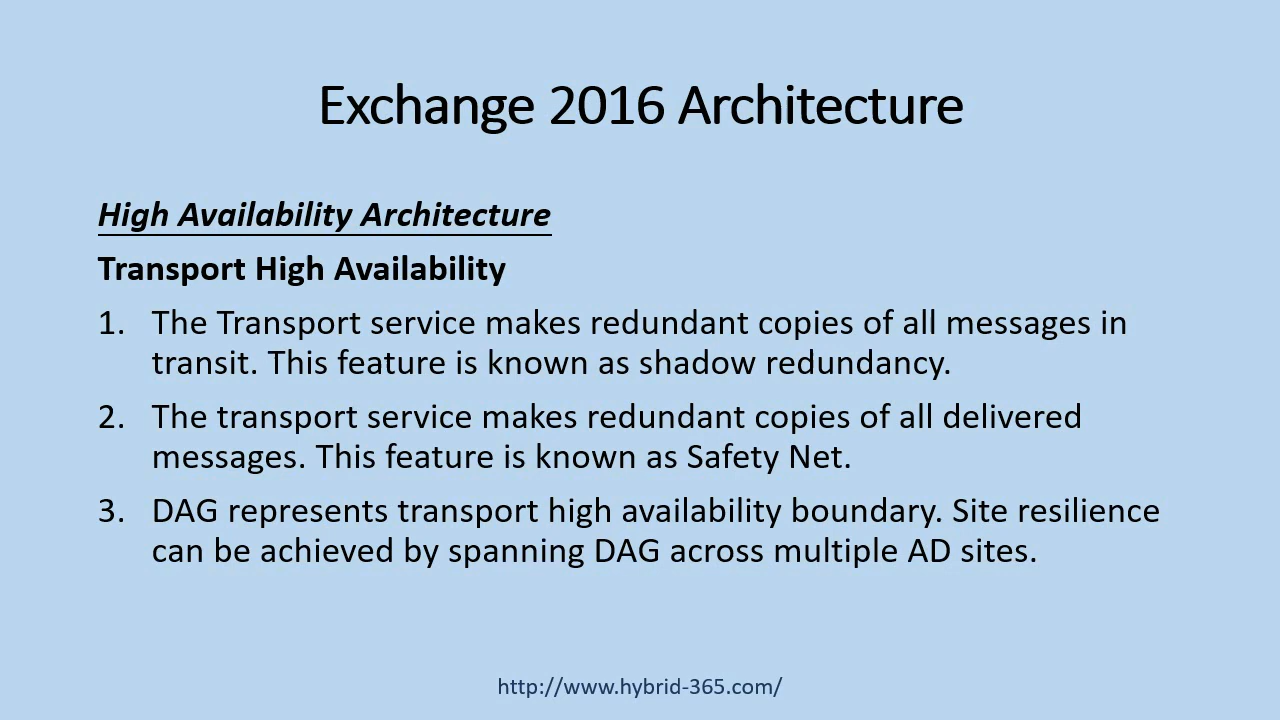 Exchange 2016 Architecture
High Availability Architecture
Transport High Availability
1. The Transport service makes redundant copies of all messages in
transit. This feature is known as shadow redundancy.
2. The transport service makes redundant copies of all delivered
messages. This feature is known as Safety Net.
3. DAG represents transport high availability boundary. Site resilience
can be achieved by spanning DAG across multiple AD sites.
http://www.hybrid-365.com/